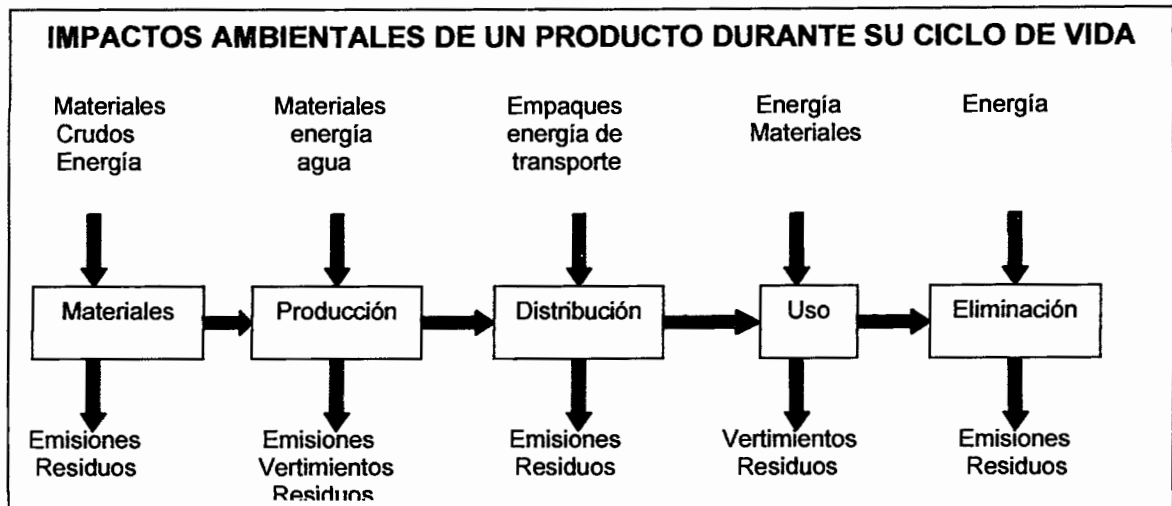 IMPACTOS AMBIENTALES DE UN PRODUCTO DURANTE SU CICLO DE VIDA
Materiales
Crudos
Energía
Materiales
energía
agua
Empaques
energía de
transporte
Energía
Materiales
Energía
Materiales
Producción
Distribución
Uso
Eliminación
Emisiones
Residuos
Emisiones
Vertimientos
Residuos
Emisiones
Residuos
Vertimientos
Residuos
Emisiones
Residuos